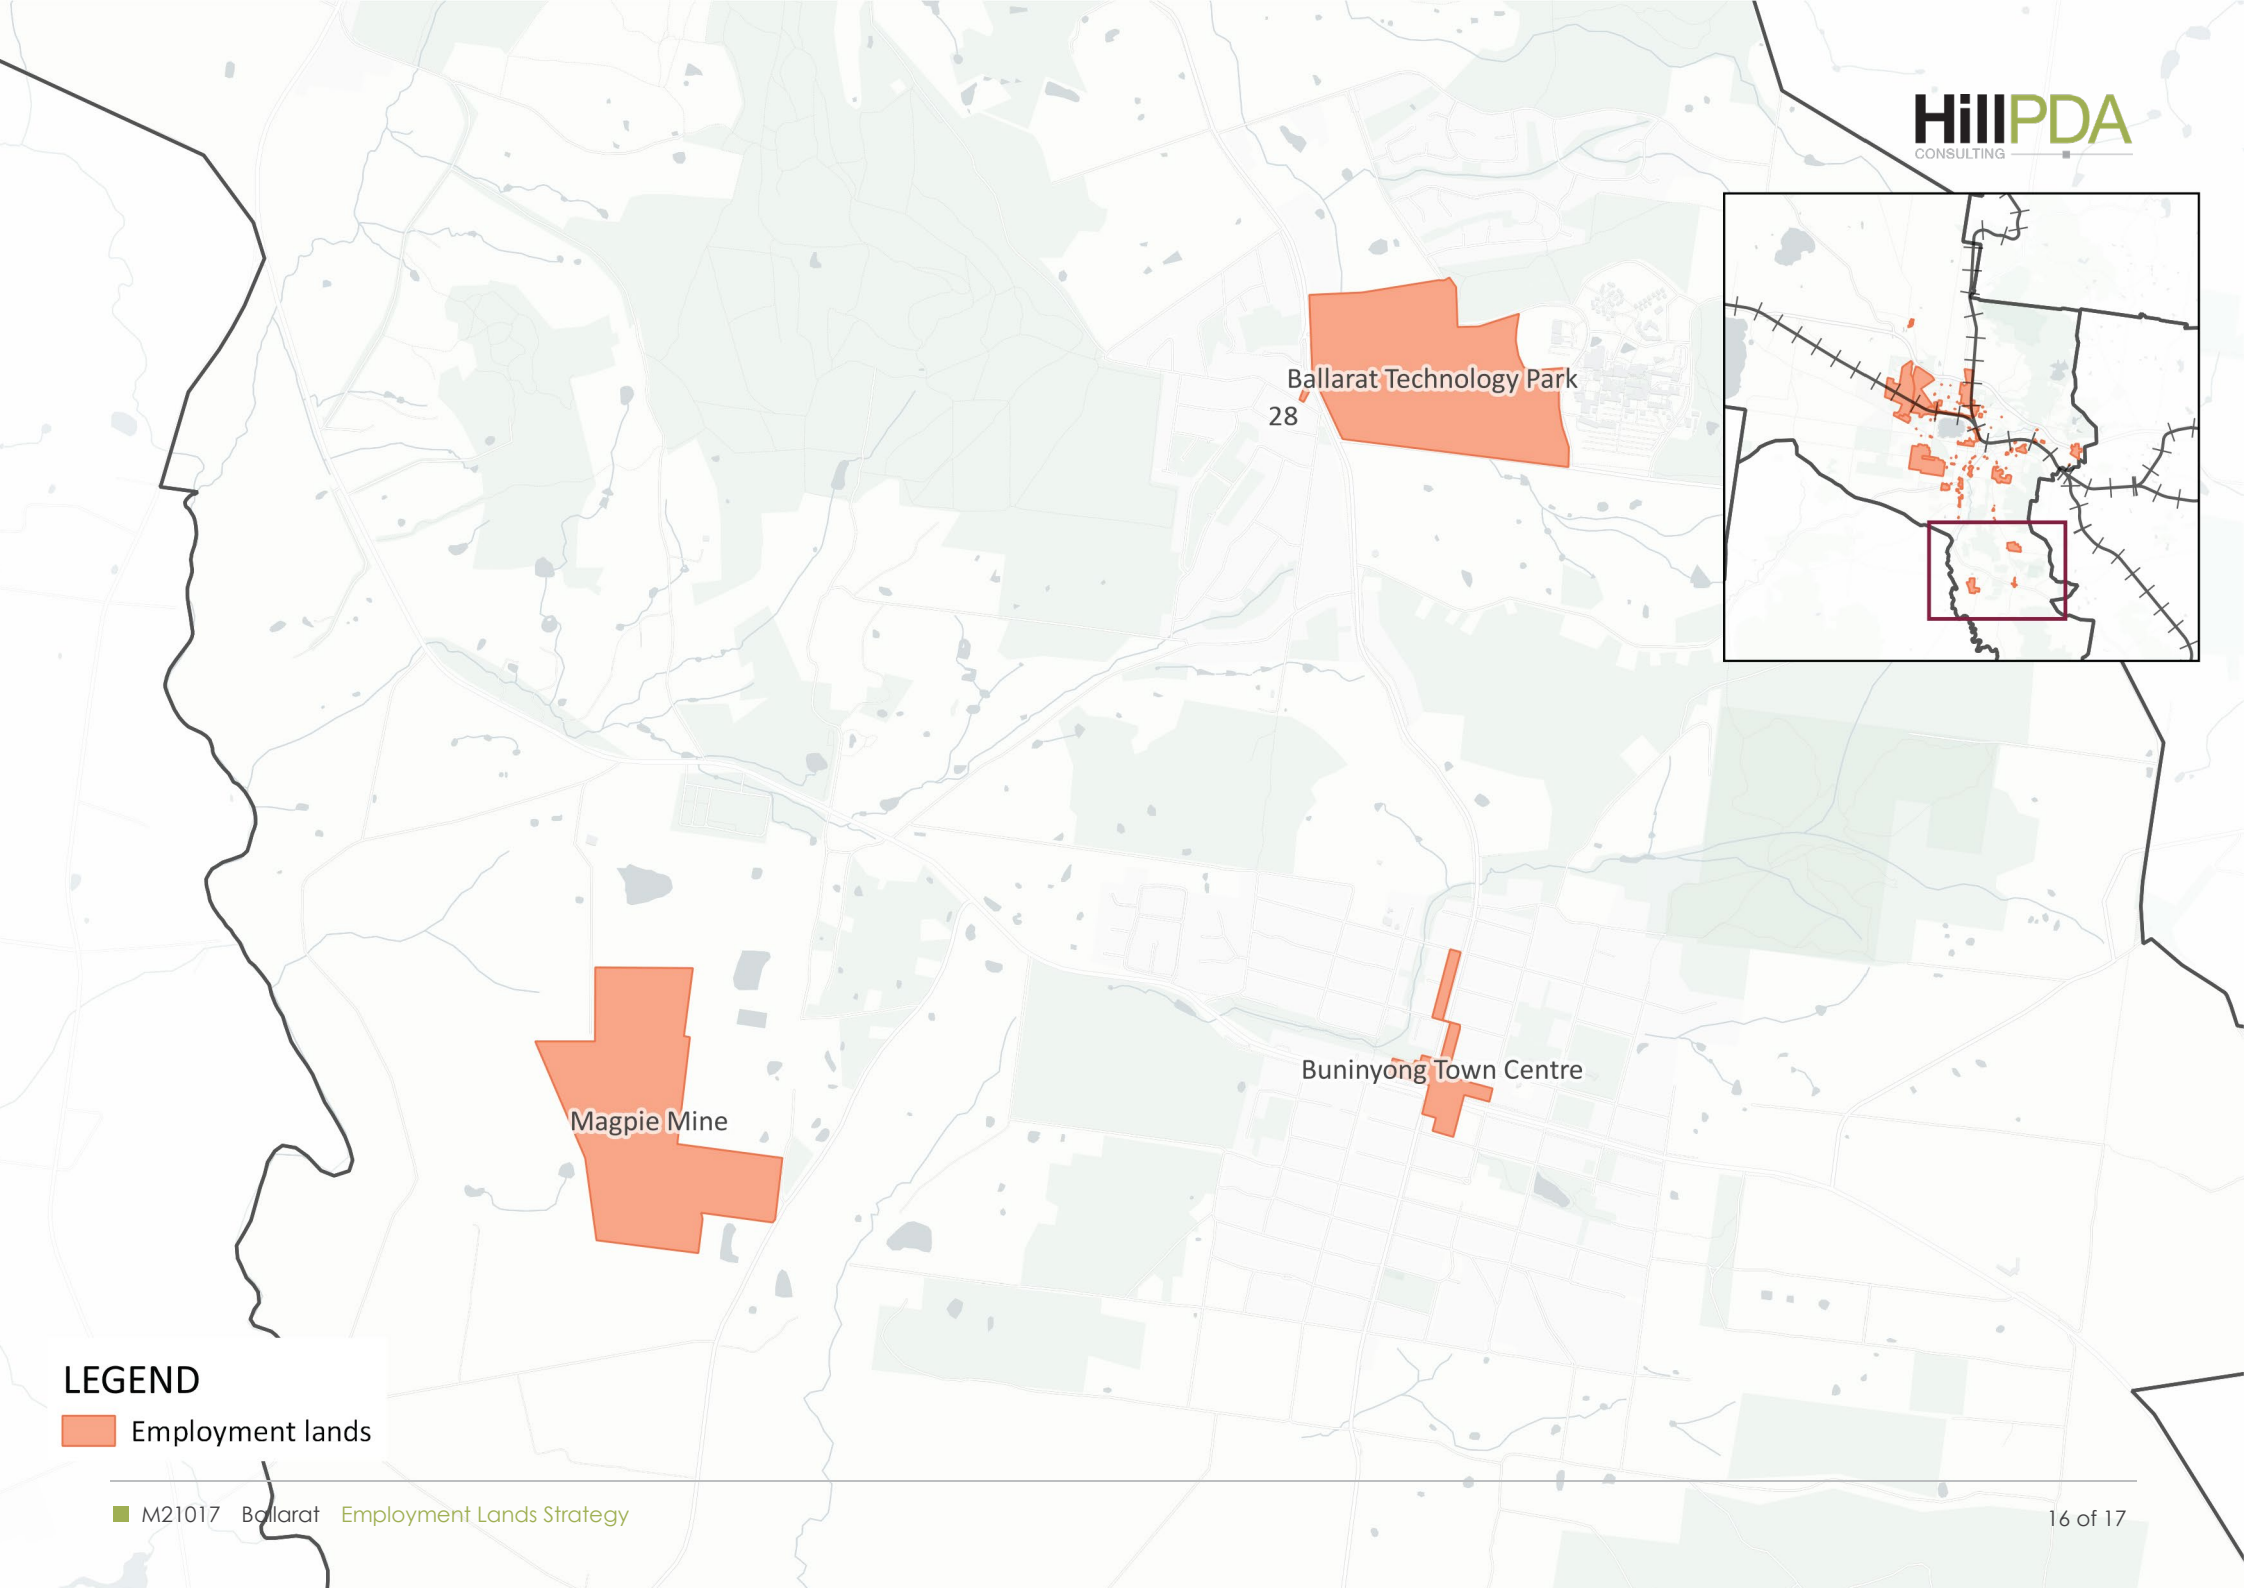 HillPDA
CONSULTING
Ballarat Technology Park
28
Buninyong Town Centre
Magpie Mine
LEGEND
Employment lands
M21017 Ballarat Employment Lands Strategy
16 of 17